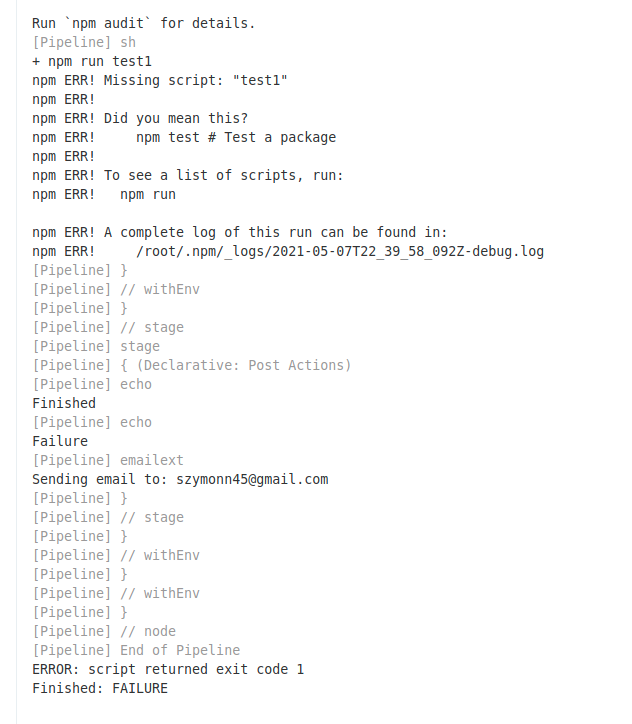 Run `npm audit` for details.
[Pipeline] sh
+ npm run test1
npm ERR! Missing script: "test1"
npm ERR!
npm ERR! Did you mean this?
npm ERR!     npm test # Test a package
npm ERR!
npm ERR! To see a list of scripts, run:
npm ERR!   npm run

npm ERR! A complete log of this run can be found in:
npm ERR!     /root/.npm/_logs/2021-05-07T22_39_58_092Z-debug.log
[Pipeline] }
[Pipeline] // withEnv
[Pipeline] }
[Pipeline] // stage
[Pipeline] stage
[Pipeline] { (Declarative: Post Actions)
[Pipeline] echo
Finished
[Pipeline] echo
Failure
[Pipeline] emailext
Sending email to: szymonn45@gmail.com
[Pipeline] }
[Pipeline] // stage
[Pipeline] }
[Pipeline] // withEnv
[Pipeline] }
[Pipeline] // withEnv
[Pipeline] }
[Pipeline] // node
[Pipeline] End of Pipeline
ERROR: script returned exit code 1
Finished: FAILURE